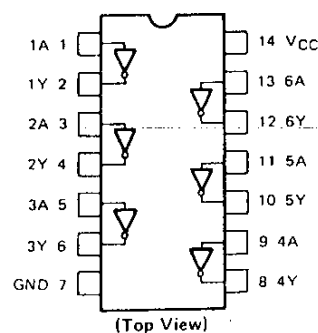 1A 1
14 VCC
1Y 2
13 6A
2A 3
12 6Y
2Y 4
11 5A
3A 5
10 5Y
3Y 6
9 4A
GND 7
8 4Y
(Top View)